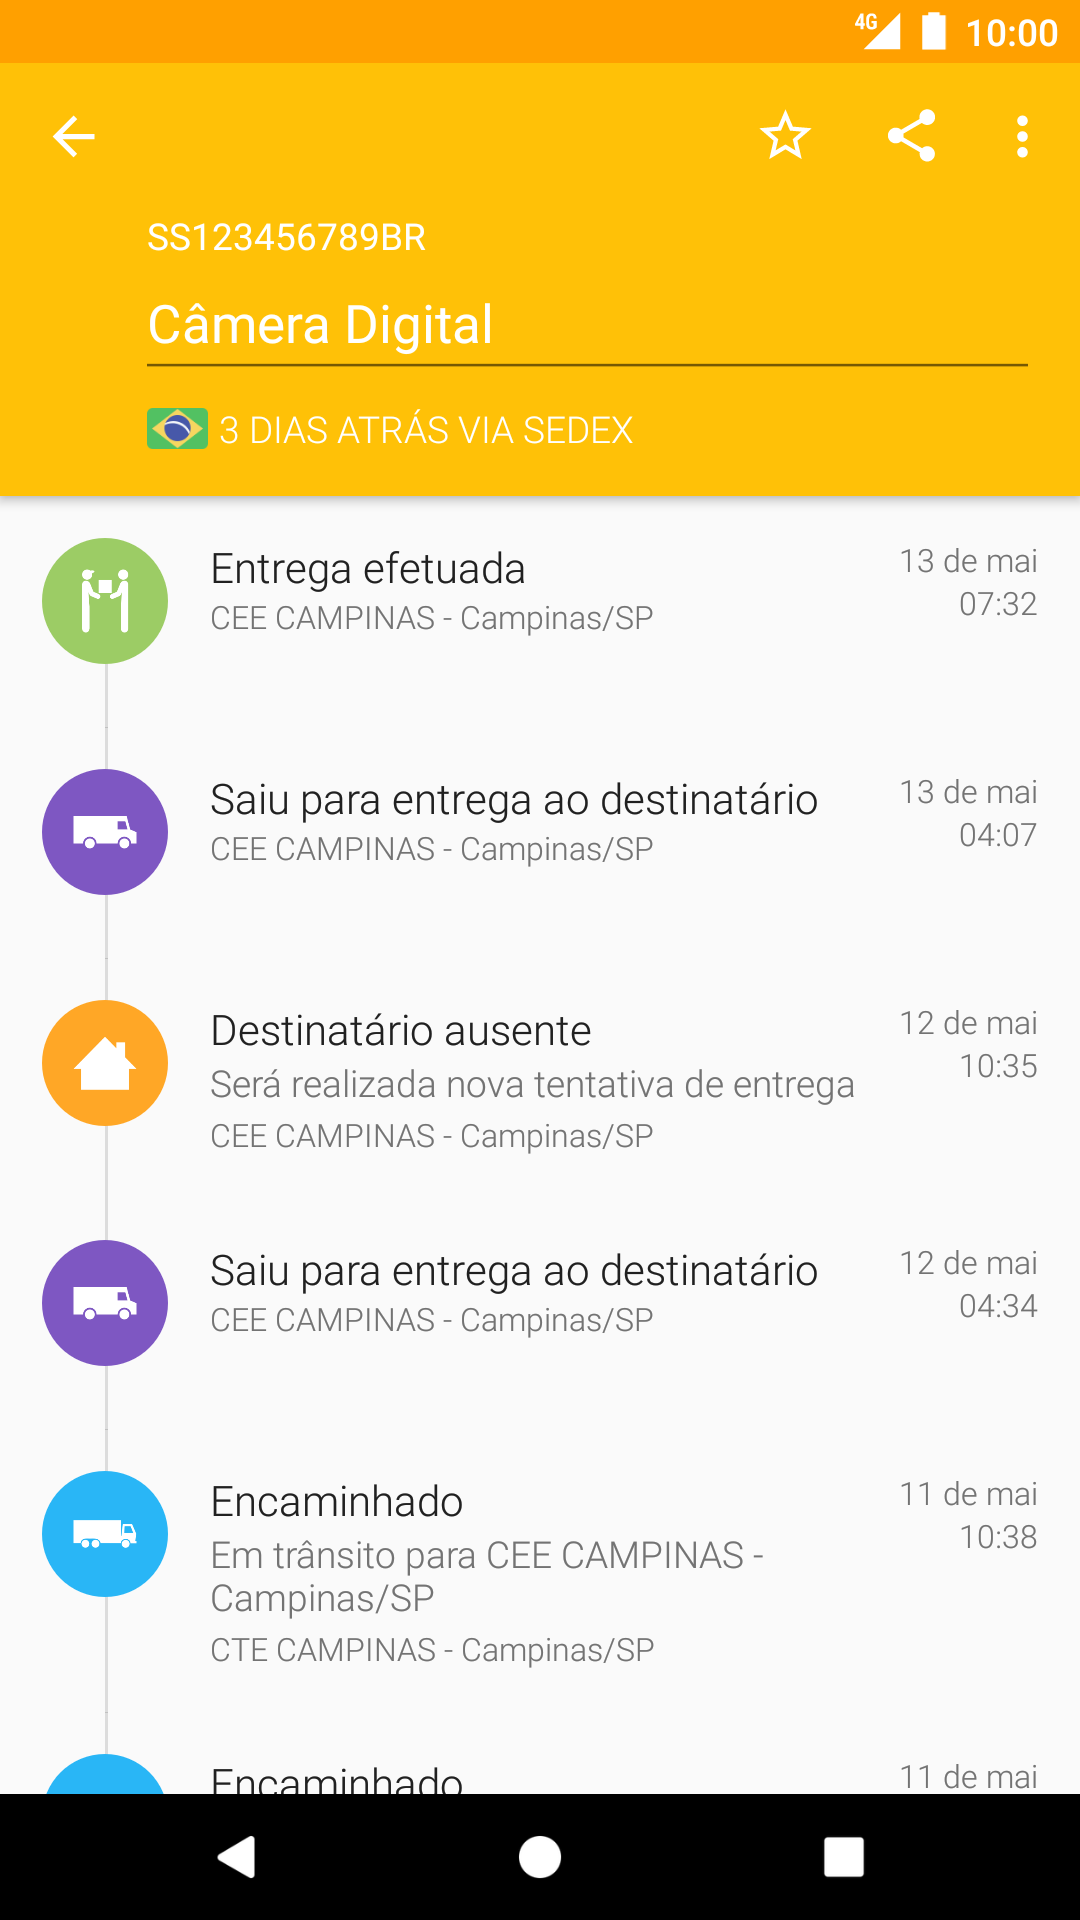 4G 10:00
SS123456789BR
Câmera Digital
3 DIAS ATRÁS VIA SEDEX
Entrega efetuada
13 de mai
CEE CAMPINAS - Campinas/SP
07:32
Saiu para entrega ao destinatário
13 de mai
CEE CAMPINAS - Campinas/SP
04:07
Destinatário ausente
12 de mai
Será realizada nova tentativa de entrega
10:35
CEE CAMPINAS - Campinas/SP
Saiu para entrega ao destinatário
12 de mai
CEE CAMPINAS - Campinas/SP
04:34
Encaminhado
11 de mai
Em trânsito para CEE CAMPINAS -
10:38
Campinas/SP
CTE CAMPINAS - Campinas/SP
Encaminhado
11 de mai